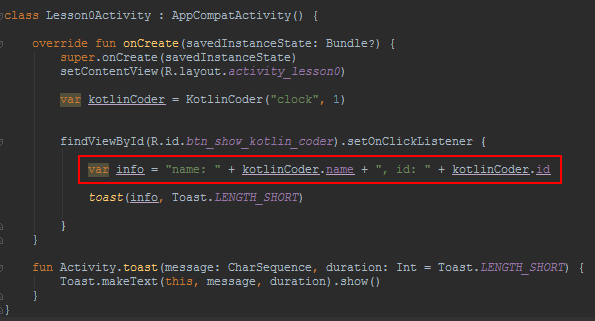 class Lesson0Activity : AppCompatActivity() {
override fun onCreate(savedInstanceState: Bundle?) {
super.onCreate(savedInstanceState)
setContentView(R.layout.activity_lesson0)
var kotlinCoder = KotlinCoder("clock", 1)
findViewById(R.id.btn_show_kotlin_coder).setOnClickListener {
var info = "name: " + kotlinCoder.name + ", id: " + kotlinCoder.id
toast(info, Toast.LENGTH_SHORT)
}
}
fun Activity.toast(message: CharSequence, duration: Int = Toast.LENGTH_SHORT) {
Toast.makeText(this, message, duration).show()
}
}